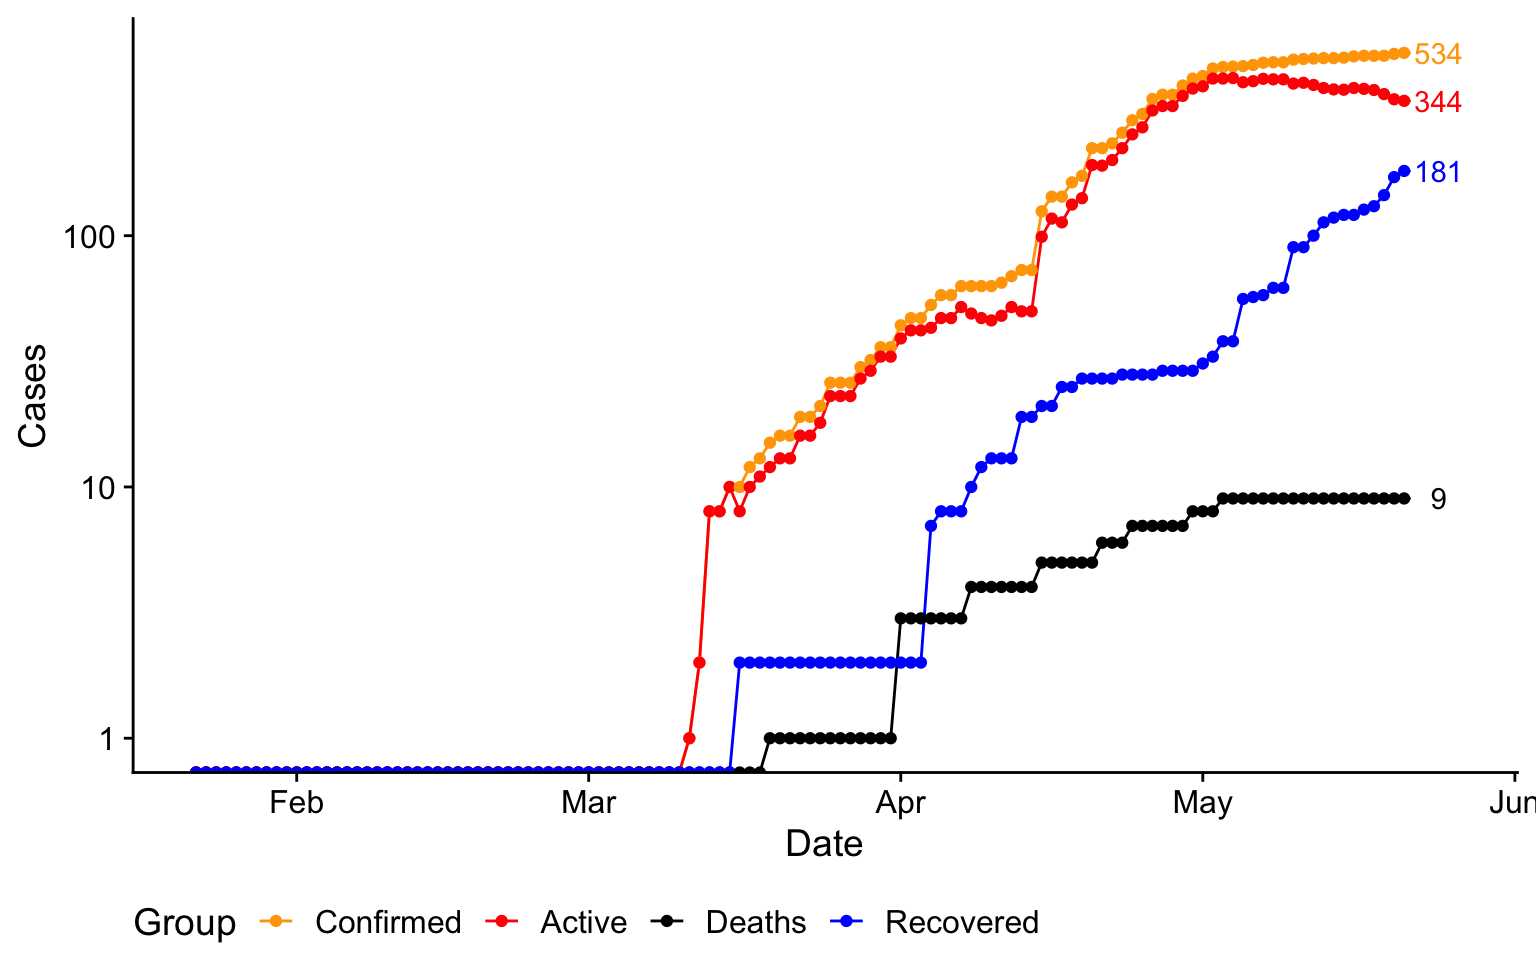 534
344
181
100
Cases
10
9
1
Feb Mar Apr May Jun
Date
Group Confirmed Active Deaths Recovered